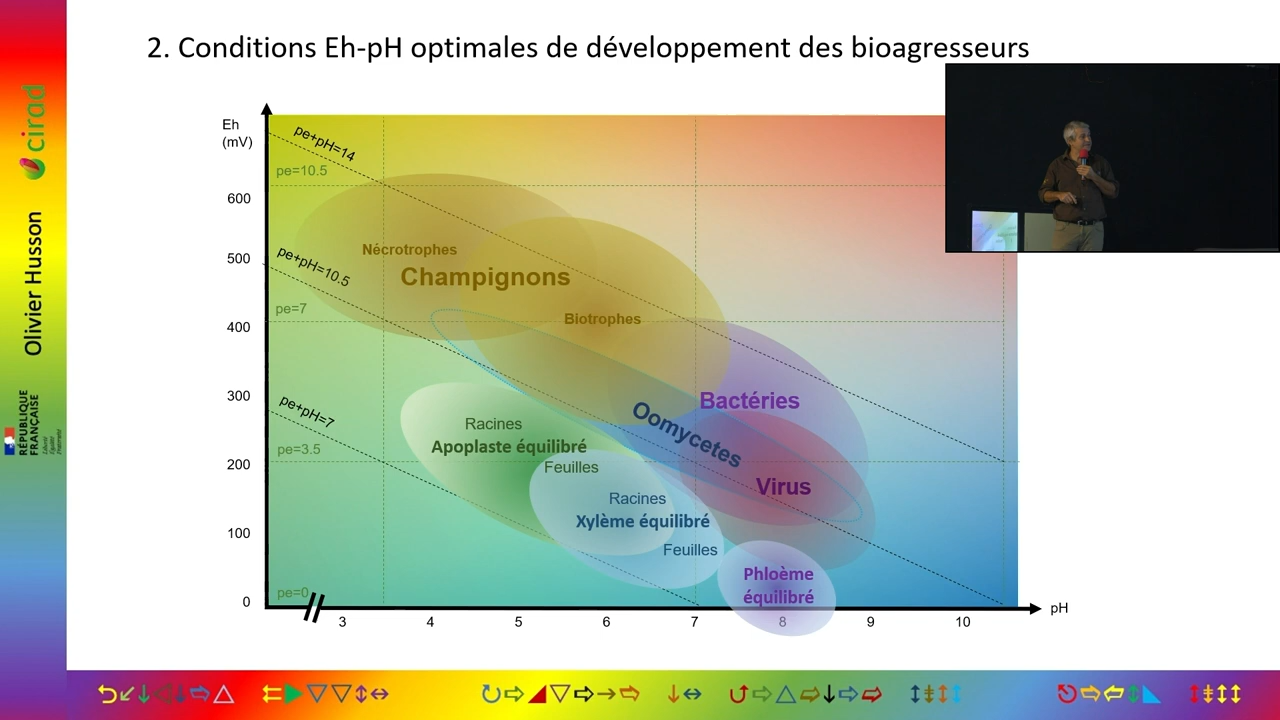 2. Conditions Eh-pH optimales de développement des bioagresseurs
cirad
Olivier Husson
RÉPUBLIQUE
FRANÇAISE
Liberté
Égalité
Fraternité
Eh
(mV)
600
500
400
300
200
100
0
pe+pH=14
pe=10.5
pe+pH=10.5
pe=7
pe+pH=7
pe=3.5
pe=0
Nécrotrophes
Champignons
Biotrophes
Bactéries
Oomycetes
Virus
Racines
Apoplaste équilibré
Feuilles
Racines
Xylème équilibré
Feuilles
Phloème
équilibré
3 4 5 6 7 8 9 10
pH